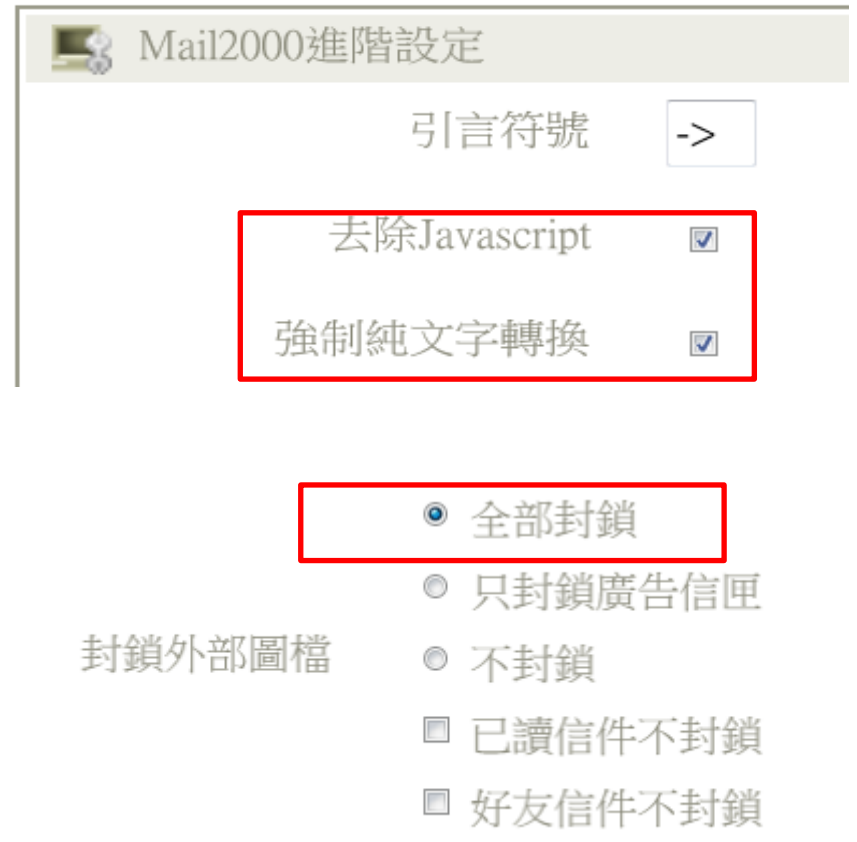 Mail2000進階設定
引言符號 ->
去除Javascript
強制純文字轉換
全部封鎖
只封鎖廣告信匣
封鎖外部圖檔
不封鎖
已讀信件不封鎖
好友信件不封鎖